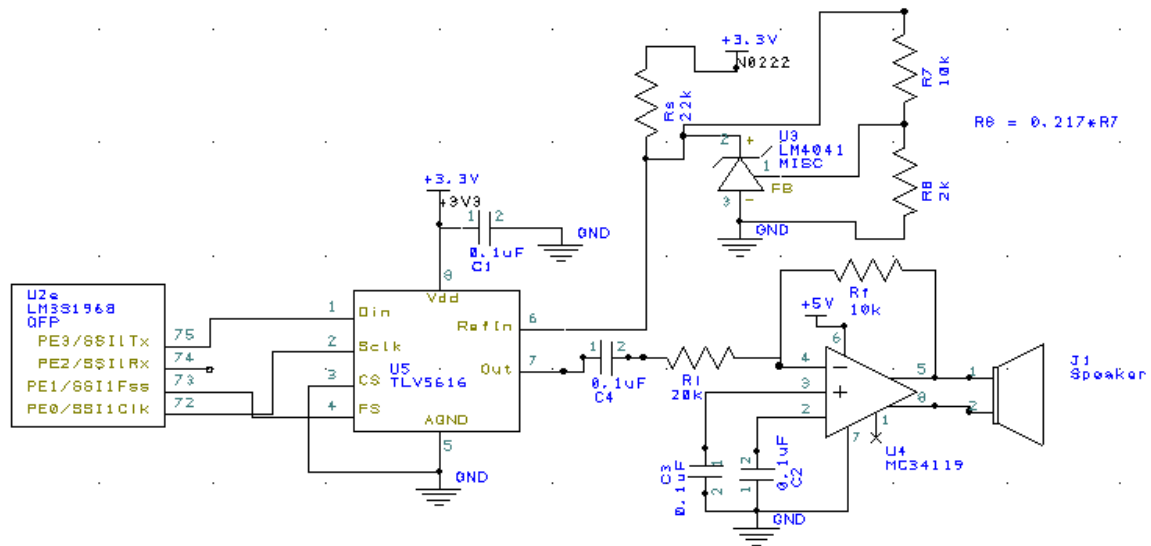 +3.3V
N0222
Rs
22k
R7
10k
R8 = 0.217*R7
U3
LM4041
MISC
2
+
1
FB
3
-
R8
2k
GND
+3.3V
+3V3
1
2
GND
0.1uF
C1
8
Vdd
U2e
LM3S1968
QFP
PE3/SSI1Tx
75
PE2/SSI1Rx
74
PE1/SSI1Fss
73
PE0/SSI1Clk
72
1
Din
2
Sclk
3
CS
4
FS
U5
TLV5616
RefIn
6
Out
7
AGND
5
GND
1
2
0.1uF
C4
Ri
20k
Rf
10k
+5V
6
4
-
3
+
2
5
8
1
7
U4
MC34119
1
2
J1
Speaker
C3
0.1uF
1
2
2
1
0.1uF
C2
GND